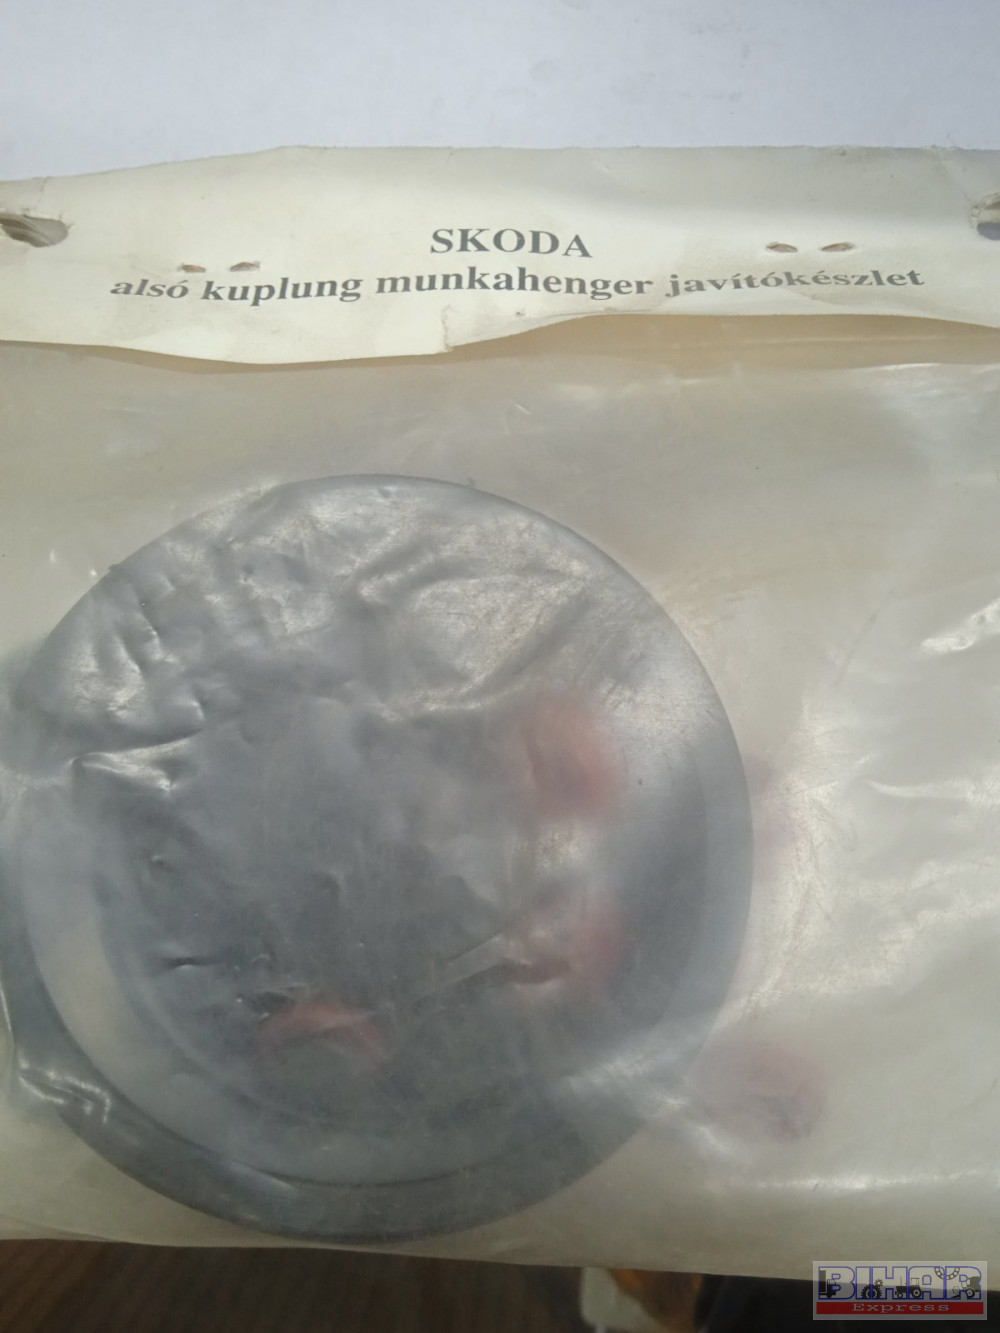 SKODA
alsó kuplung munkahenger javítókészlet
BIHAR
Express